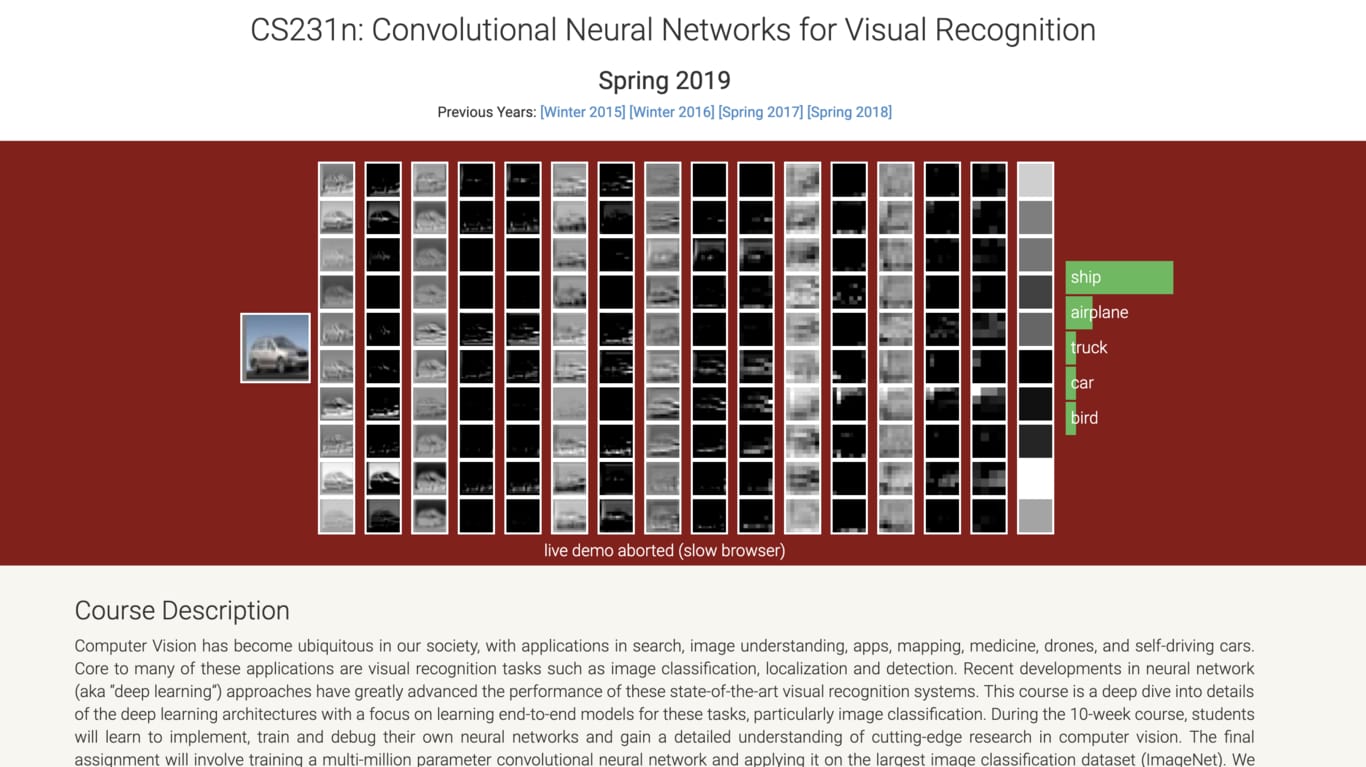 CS231n: Convolutional Neural Networks for Visual Recognition
Spring 2019
Previous Years: [Winter 2015] [Winter 2016] [Spring 2017] [Spring 2018]
ship
airplane
truck
car
bird
live demo aborted (slow browser)
Course Description
Computer Vision has become ubiquitous in our society, with applications in search, image understanding, apps, mapping, medicine, drones, and self-driving cars.
Core to many of these applications are visual recognition tasks such as image classification, localization and detection. Recent developments in neural network
(aka “deep learning”) approaches have greatly advanced the performance of these state-of-the-art visual recognition systems. This course is a deep dive into details
of the deep learning architectures with a focus on learning end-to-end models for these tasks, particularly image classification. During the 10-week course, students
will learn to implement, train and debug their own neural networks and gain a detailed understanding of cutting-edge research in computer vision. The final
assignment will involve training a multi-million parameter convolutional neural network and applying it on the largest image classification dataset (ImageNet). We